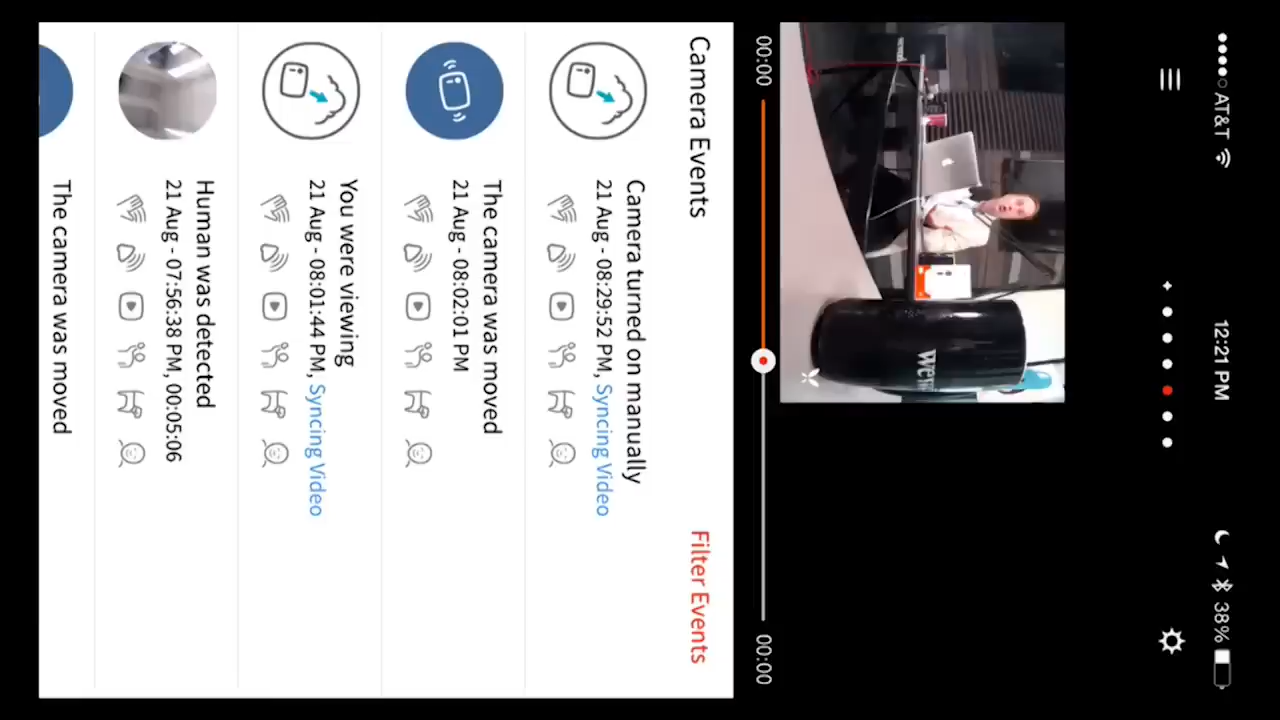 AT&T 12:21 PM 38%
wemo
00:00 00:00
Camera Events Filter Events
Camera turned on manually
21 Aug - 08:29:52 PM, Syncing Video
The camera was moved
21 Aug - 08:02:01 PM
You were viewing
21 Aug - 08:01:44 PM, Syncing Video
Human was detected
21 Aug - 07:56:38 PM, 00:05:06
The camera was moved